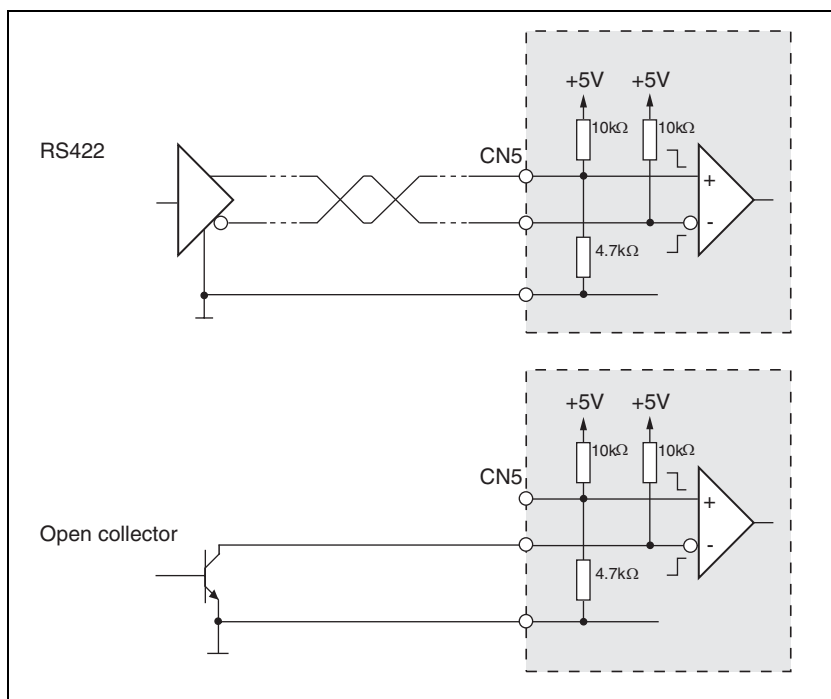 +5V +5V
10kΩ 10kΩ
RS422
CN5
+
-
4.7kΩ
+5V +5V
10kΩ 10kΩ
CN5
+
Open collector
-
4.7kΩ